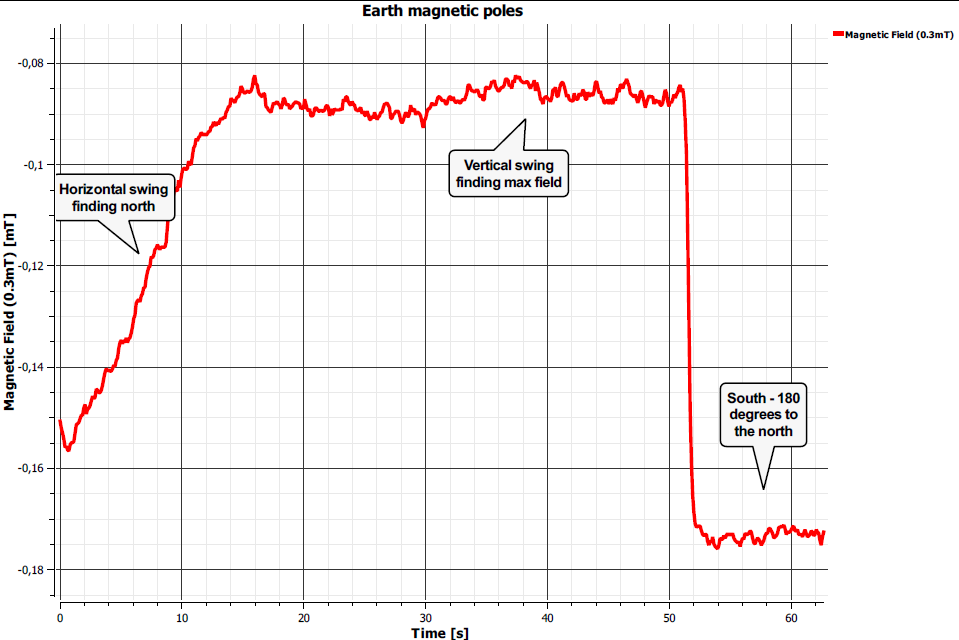 Earth magnetic poles
Magnetic Field (0.3mT)
Magnetic Field (0.3mT) [mT]
-0,08
-0,1
-0,12
-0,14
-0,16
-0,18
Horizontal swing
finding north
Vertical swing
finding max field
South - 180
degrees to
the north
0
10
20
30
40
50
60
Time [s]